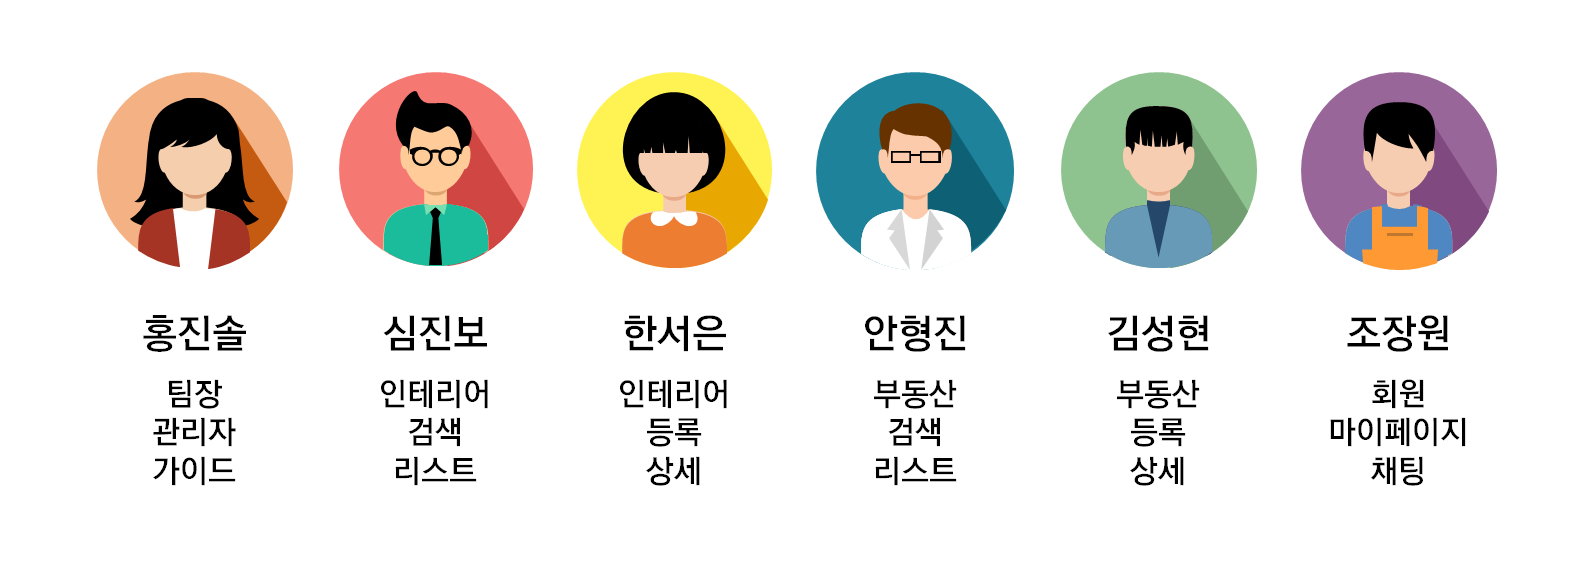 홍진솔
팀장
관리자
가이드
심진보
인테리어
검색
리스트
한서은
인테리어
등록
상세
안형진
부동산
검색
리스트
김성현
부동산
등록
상세
조장원
회원
마이페이지
채팅